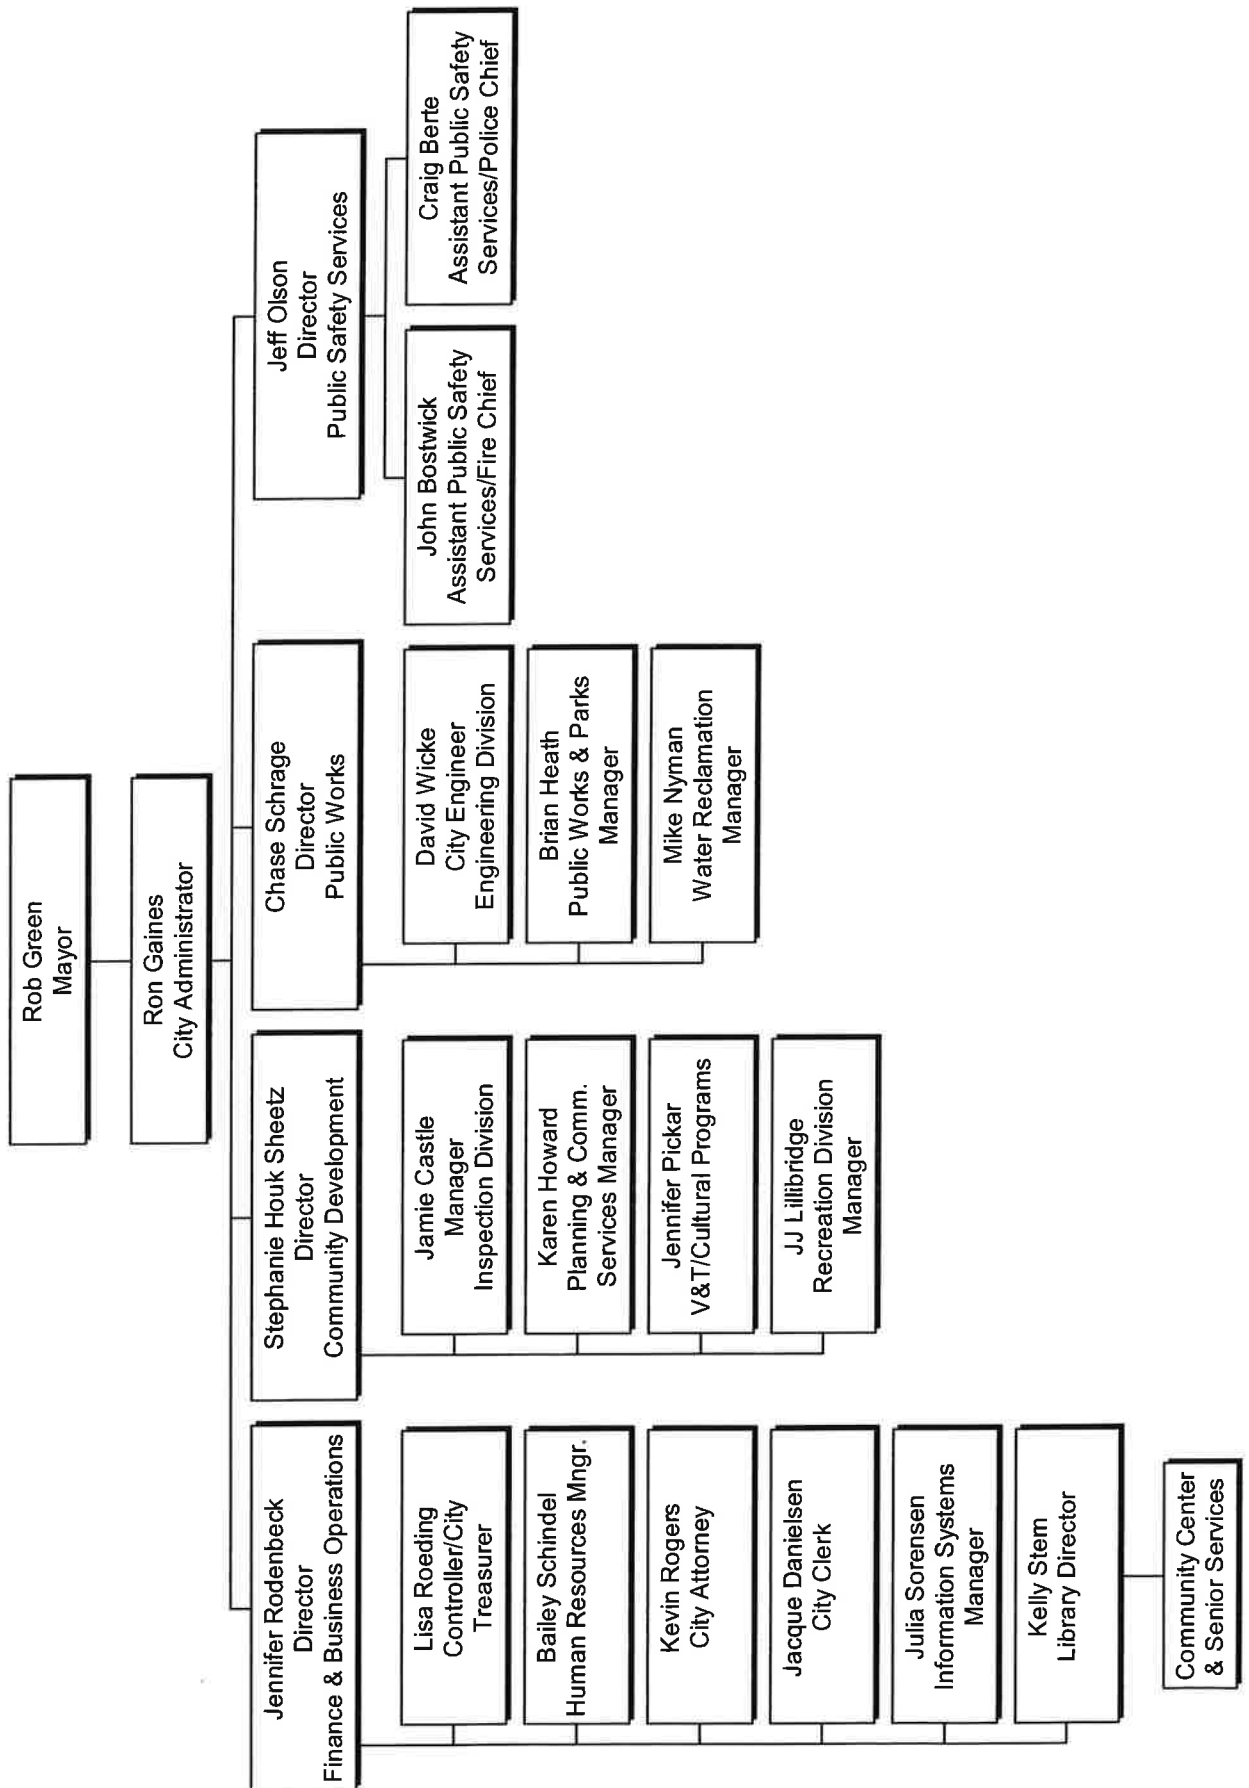 Rob Green
Mayor
Ron Gaines
City Administrator
Jennifer Rodenbeck
Director
Finance & Business Operations
Lisa Roeding
Controller/City
Treasurer
Bailey Schindel
Human Resources Mngr.
Kevin Rogers
City Attorney
Jacque Danielsen
City Clerk
Julia Sorensen
Information Systems
Manager
Kelly Stern
Library Director
Community Center
& Senior Services
Stephanie Houk Sheetz
Director
Community Development
Jamie Castle
Manager
Inspection Division
Karen Howard
Planning & Comm.
Services Manager
Jennifer Pickar
V&T/Cultural Programs
JJ Lillibridge
Recreation Division
Manager
Chase Schrage
Director
Public Works
David Wicke
City Engineer
Engineering Division
Brian Heath
Public Works & Parks
Manager
Mike Nyman
Water Reclamation
Manager
Jeff Olson
Director
Public Safety Services
John Bostwick
Assistant Public Safety
Services/Fire Chief
Craig Berte
Assistant Public Safety
Services/Police Chief